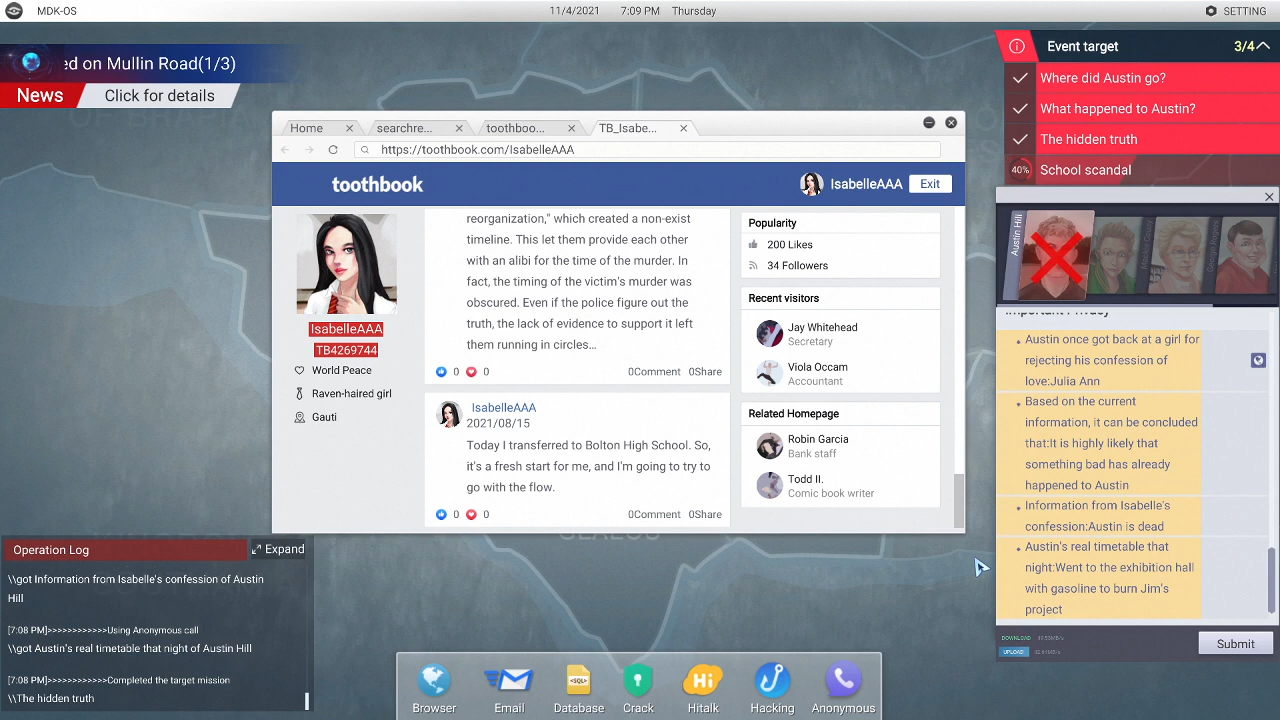 MDK-OS
11/4/2021 7:09 PM Thursday
SETTING
ed on Mullin Road(1/3)
News
Click for details
Event target
3/4
Where did Austin go?
What happened to Austin?
The hidden truth
40%
School scandal
Home
searchre...
toothboo...
TB_Isabe...
https://toothbook.com/IsabelleAAA
toothbook
IsabelleAAA
Exit
IsabelleAAA
TB4269744
World Peace
Raven-haired girl
Gauti
reorganization," which created a non-exist
timeline. This let them provide each other
with an alibi for the time of the murder. In
fact, the timing of the victim's murder was
obscured. Even if the police figure out the
truth, the lack of evidence to support it left
them running in circles...
0 0 0Comment 0Share
IsabelleAAA
2021/08/15
Today I transferred to Bolton High School. So,
it's a fresh start for me, and I'm going to try to
go with the flow.
0 0 0Comment 0Share
Popularity
200 Likes
34 Followers
Recent visitors
Jay Whitehead
Secretary
Viola Occam
Accountant
Related Homepage
Robin Garcia
Bank staff
Todd II.
Comic book writer
Austin Hill
Important Privacy
Austin once got back at a girl for
rejecting his confession of
love:Julia Ann
Based on the current
information, it can be concluded
that:It is highly likely that
something bad has already
happened to Austin
Information from Isabelle's
confession:Austin is dead
Austin's real timetable that
night:Went to the exhibition hall
with gasoline to burn Jim's
project
DOWNLOAD
UPLOAD
Submit
Operation Log
Expand
\\got Information from Isabelle's confession of Austin
Hill
[7:08 PM]>>>>>>>>>>>>Using Anonymous call
\\got Austin's real timetable that night of Austin Hill
[7:08 PM]>>>>>>>>>>>>Completed the target mission
\\The hidden truth
SQL
Hi
Browser
Email
Database
Crack
Hitalk
Hacking
Anonymous